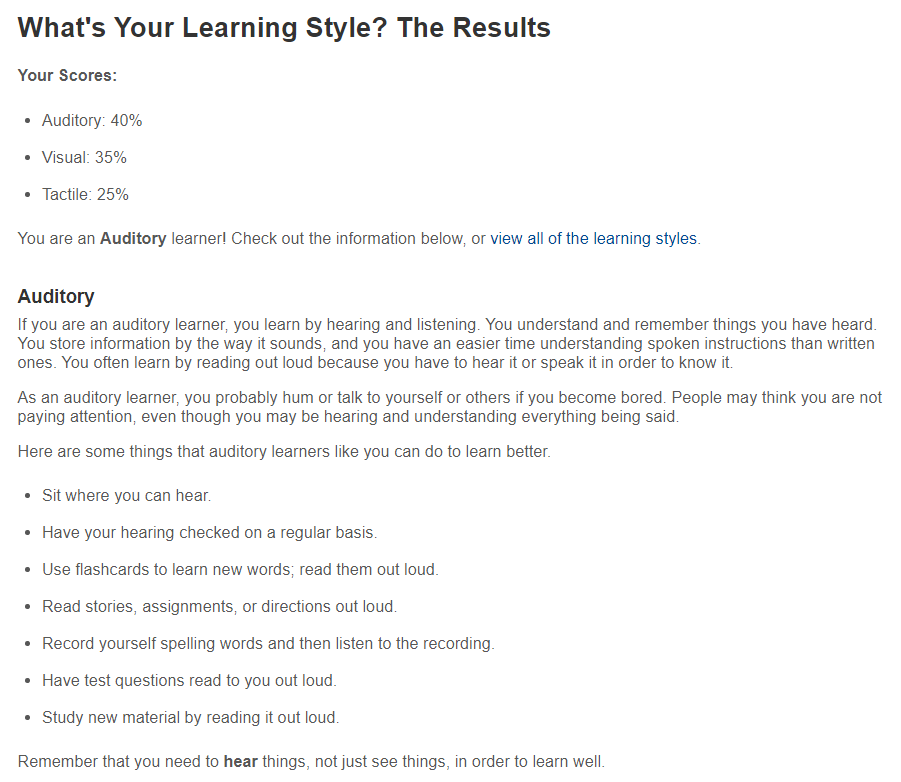 What's Your Learning Style? The Results
Your Scores:
• Auditory: 40%
• Visual: 35%
• Tactile: 25%
You are an Auditory learner! Check out the information below, or view all of the learning styles.
Auditory
If you are an auditory learner, you learn by hearing and listening. You understand and remember things you have heard.
You store information by the way it sounds, and you have an easier time understanding spoken instructions than written
ones. You often learn by reading out loud because you have to hear it or speak it in order to know it.
As an auditory learner, you probably hum or talk to yourself or others if you become bored. People may think you are not
paying attention, even though you may be hearing and understanding everything being said.
Here are some things that auditory learners like you can do to learn better.
• Sit where you can hear.
• Have your hearing checked on a regular basis.
• Use flashcards to learn new words; read them out loud.
• Read stories, assignments, or directions out loud.
• Record yourself spelling words and then listen to the recording.
• Have test questions read to you out loud.
• Study new material by reading it out loud.
Remember that you need to hear things, not just see things, in order to learn well.